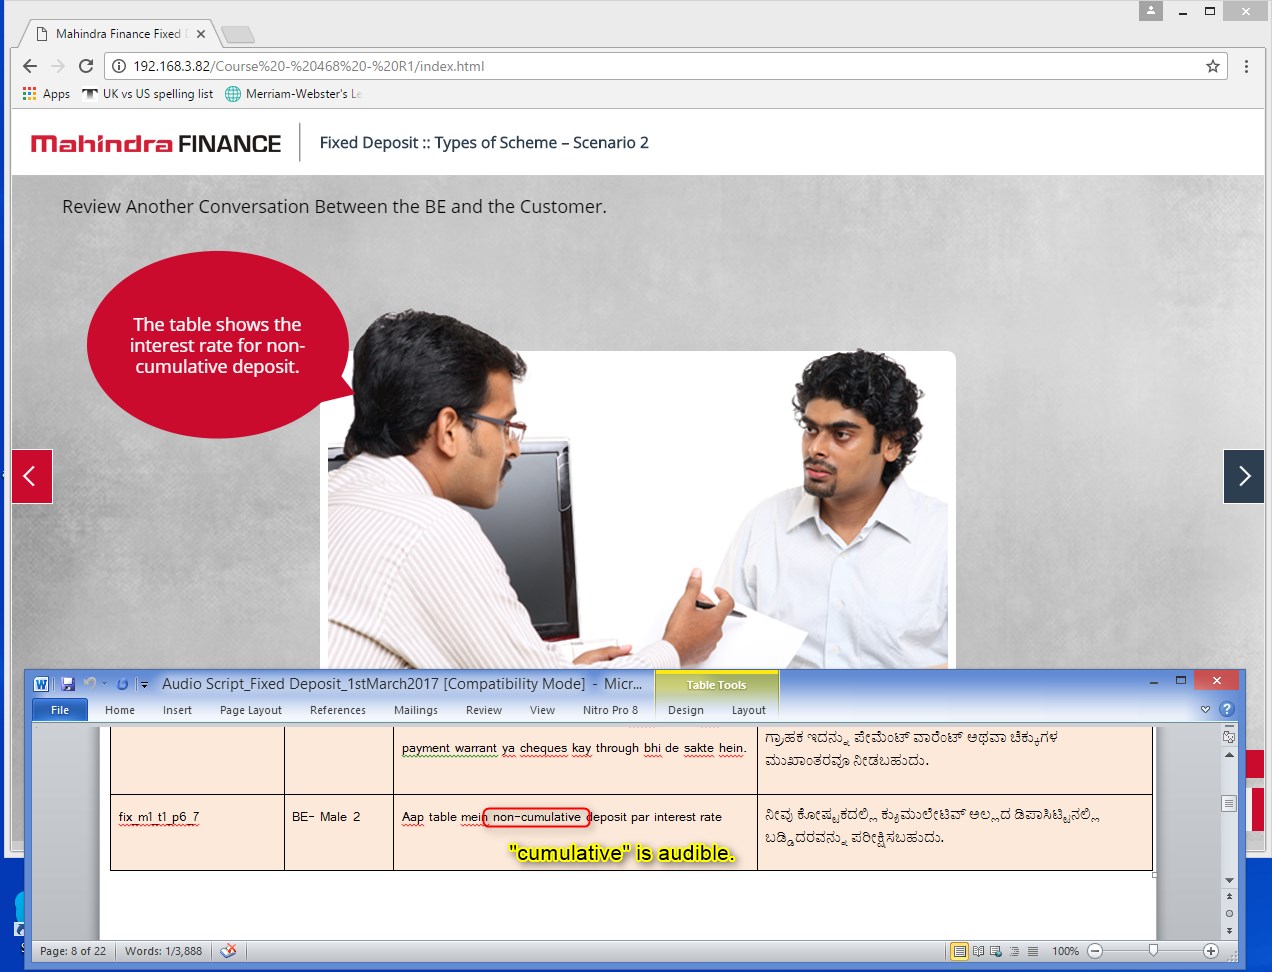 Mahindra Finance Fixed
192.168.3.82/Course%20-%20468%20-%20R1/index.html
Apps UK vs US spelling list Merriam-Webster's Le
Mahindra FINANCE Fixed Deposit :: Types of Scheme – Scenario 2
Review Another Conversation Between the BE and the Customer.
The table shows the
interest rate for non-
cumulative deposit.
Audio Script_Fixed Deposit_1stMarch2017 [Compatibility Mode] - Micr...
Table Tools
File Home Insert Page Layout References Mailings Review View Nitro Pro 8 Design Layout
payment warrant ya cheques kay through bhi de sakte hein.
ಗ್ರಾಹಕ ಇದನ್ನು ಪೇಮೆಂಟ್ ವಾರೆಂಟ್ ಅಥವಾ ಚೆಕ್ಕುಗಳ
ಮುಖಾಂತರವೂ ನೀಡಬಹುದು.
fix_m1_t1_p6_7
BE- Male 2
Aap table mein non-cumulative deposit par interest rate
"cumulative" is audible.
ನೀವು ಕೋಷ್ಟಕದಲ್ಲಿ ಕ್ಯುಮುಲೇಟಿವ್ ಅಲ್ಲದ ಡಿಪಾಸಿಟ್ಟಿನಲ್ಲಿ
ಬಡ್ಡಿದರವನ್ನು ಪರೀಕ್ಷಿಸಬಹುದು.
Page: 8 of 22 Words: 1/3,888 100%